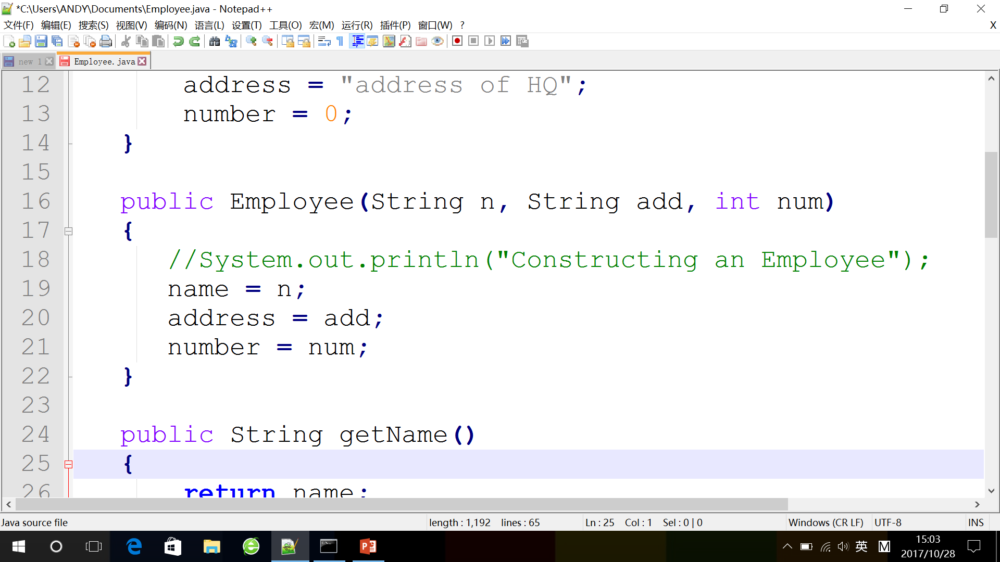 *C:\Users\ANDY\Documents\Employee.java - Notepad++
文件(F) 编辑(E) 搜索(S) 视图(V) 编码(N) 语言(L) 设置(T) 工具(O) 宏(M) 运行(R) 插件(P) 窗口(W) ? X
new 1 Employee.java
12 address = "address of HQ";
13 number = 0;
14 }
15
16 public Employee(String n, String add, int num)
17 {
18 //System.out.println("Constructing an Employee");
19 name = n;
20 address = add;
21 number = num;
22 }
23
24 public String getName()
25 {
26 return name;
Java source file length : 1,192 lines : 65 Ln : 25 Col : 1 Sel : 0 | 0 Windows (CR LF) UTF-8 INS
英 M 15:03
2017/10/28